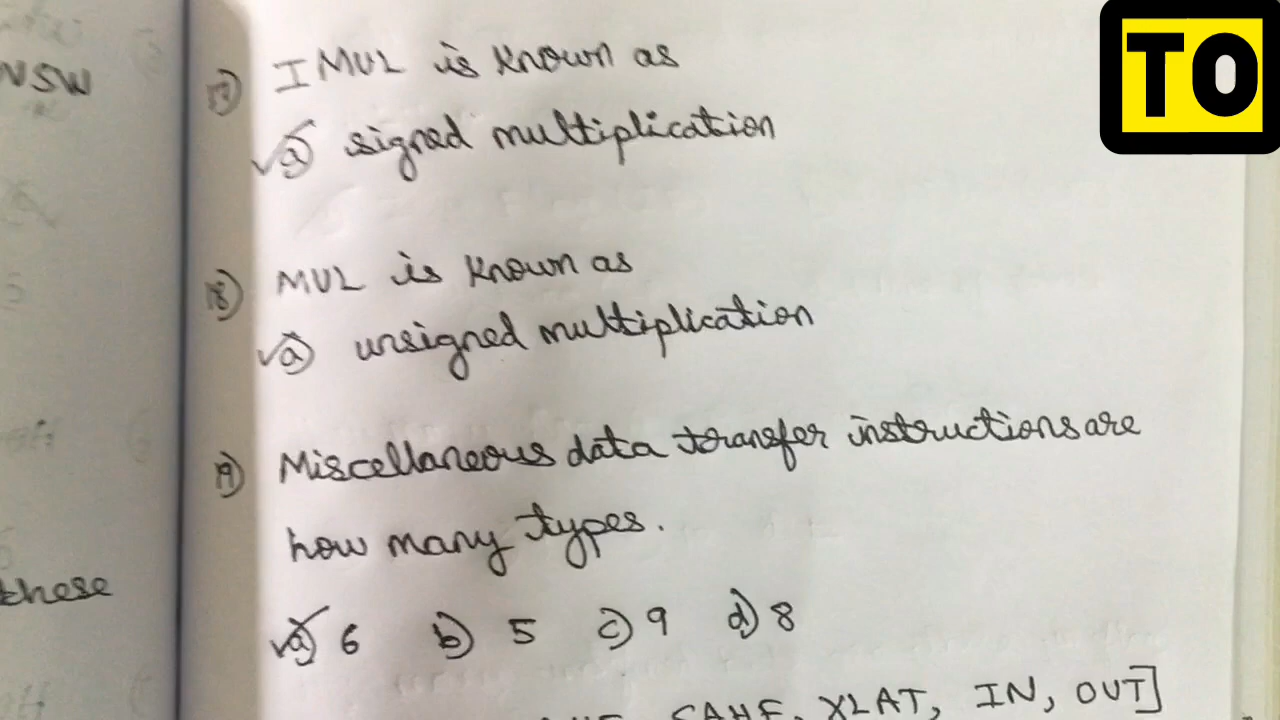 TO
NSW
17) IMUL is known as
a) signed multiplication
18) MUL is known as
a) unsigned multiplication
19) Miscellaneous data transfer instructions are
how many types.
these
a) 6 b) 5 c) 9 d) 8
SAHF, XLAT, IN, OUT]